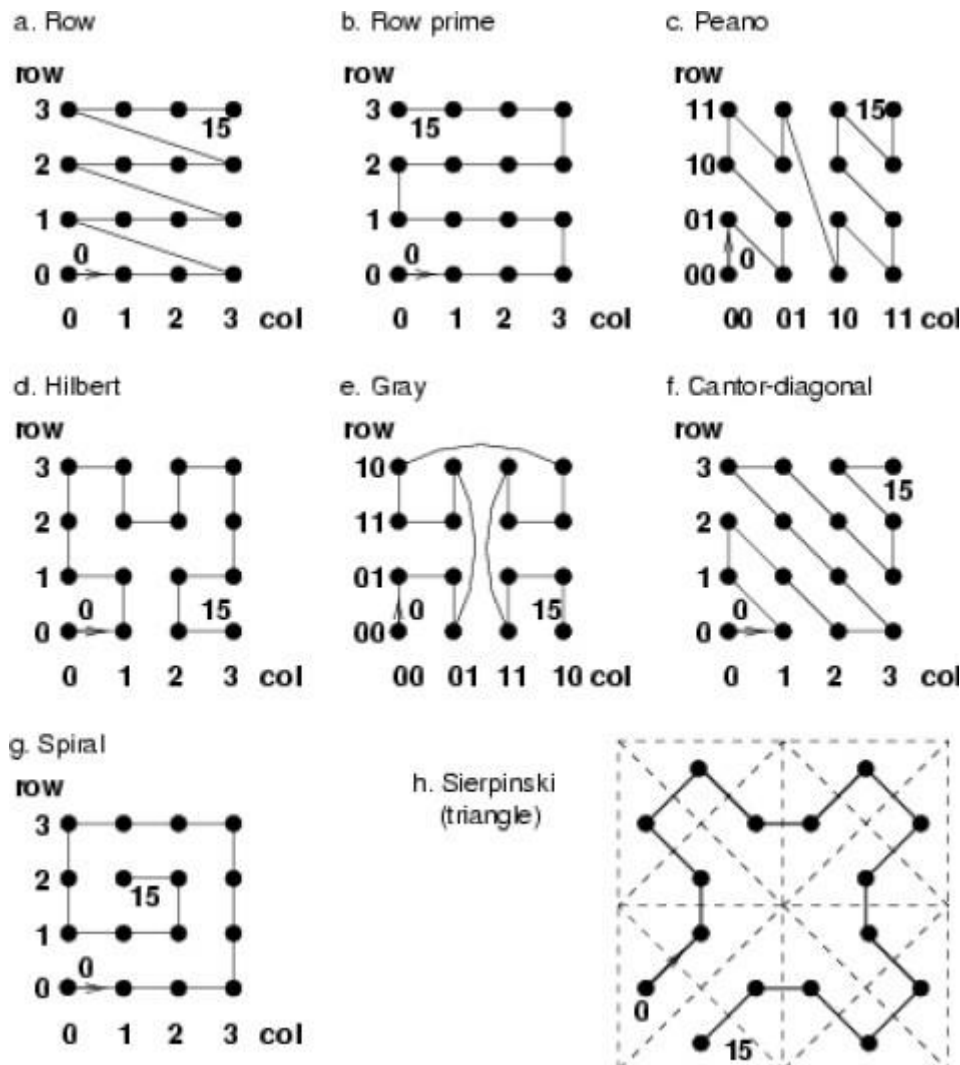 a. Row
b. Row prime
c. Peano
row
row
row
3
15
3
15
11
15
2
2
10
1
1
01
0
0
0
0
0
00
0 1 2 3 col
0 1 2 3 col
00 01 10 11 col
d. Hilbert
e. Gray
f. Cantor-diagonal
row
row
row
3
10
3
15
2
11
2
1
01
1
0
15
0
15
0
0
00
0
0 1 2 3 col
00 01 11 10 col
0 1 2 3 col
g. Spiral
row
h. Sierpinski
(triangle)
3
2
15
1
0
0
0 1 2 3 col
0
15